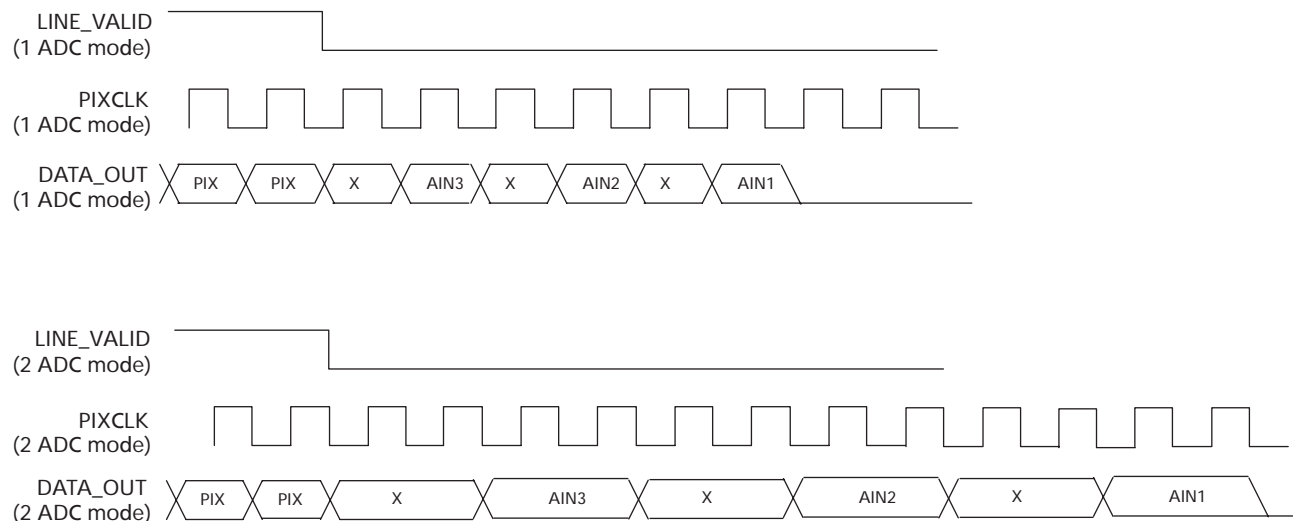 LINE_VALID
(1 ADC mode)
PIXCLK
(1 ADC mode)
DATA_OUT
(1 ADC mode)
PIX PIX X AIN3 X AIN2 X AIN1
LINE_VALID
(2 ADC mode)
PIXCLK
(2 ADC mode)
DATA_OUT
(2 ADC mode)
PIX PIX X AIN3 X AIN2 X AIN1